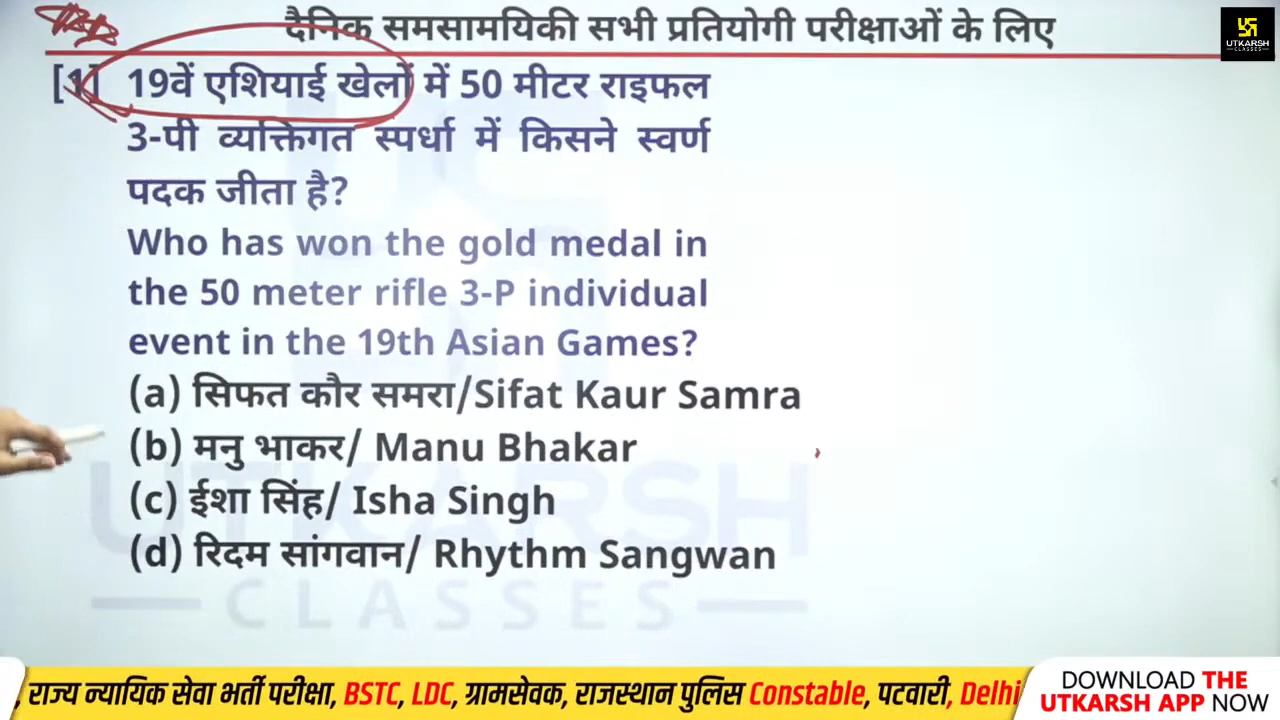 दैनिक समसामयिकी सभी प्रतियोगी परीक्षाओं के लिए
UTKARSH
CLASSES
[1] 19वें एशियाई खेलों में 50 मीटर राइफल
3-पी व्यक्तिगत स्पर्धा में किसने स्वर्ण
पदक जीता है?
Who has won the gold medal in
the 50 meter rifle 3-P individual
event in the 19th Asian Games?
(a) सिफत कौर समरा/Sifat Kaur Samra
(b) मनु भाकर/ Manu Bhakar
(c) ईशा सिंह/ Isha Singh
(d) रिदम सांगवान/ Rhythm Sangwan
UTKARSH
CLASSES
, राज्य न्यायिक सेवा भर्ती परीक्षा, BSTC, LDC, ग्रामसेवक, राजस्थान पुलिस Constable, पटवारी, Delhi
DOWNLOAD THE
UTKARSH APP NOW